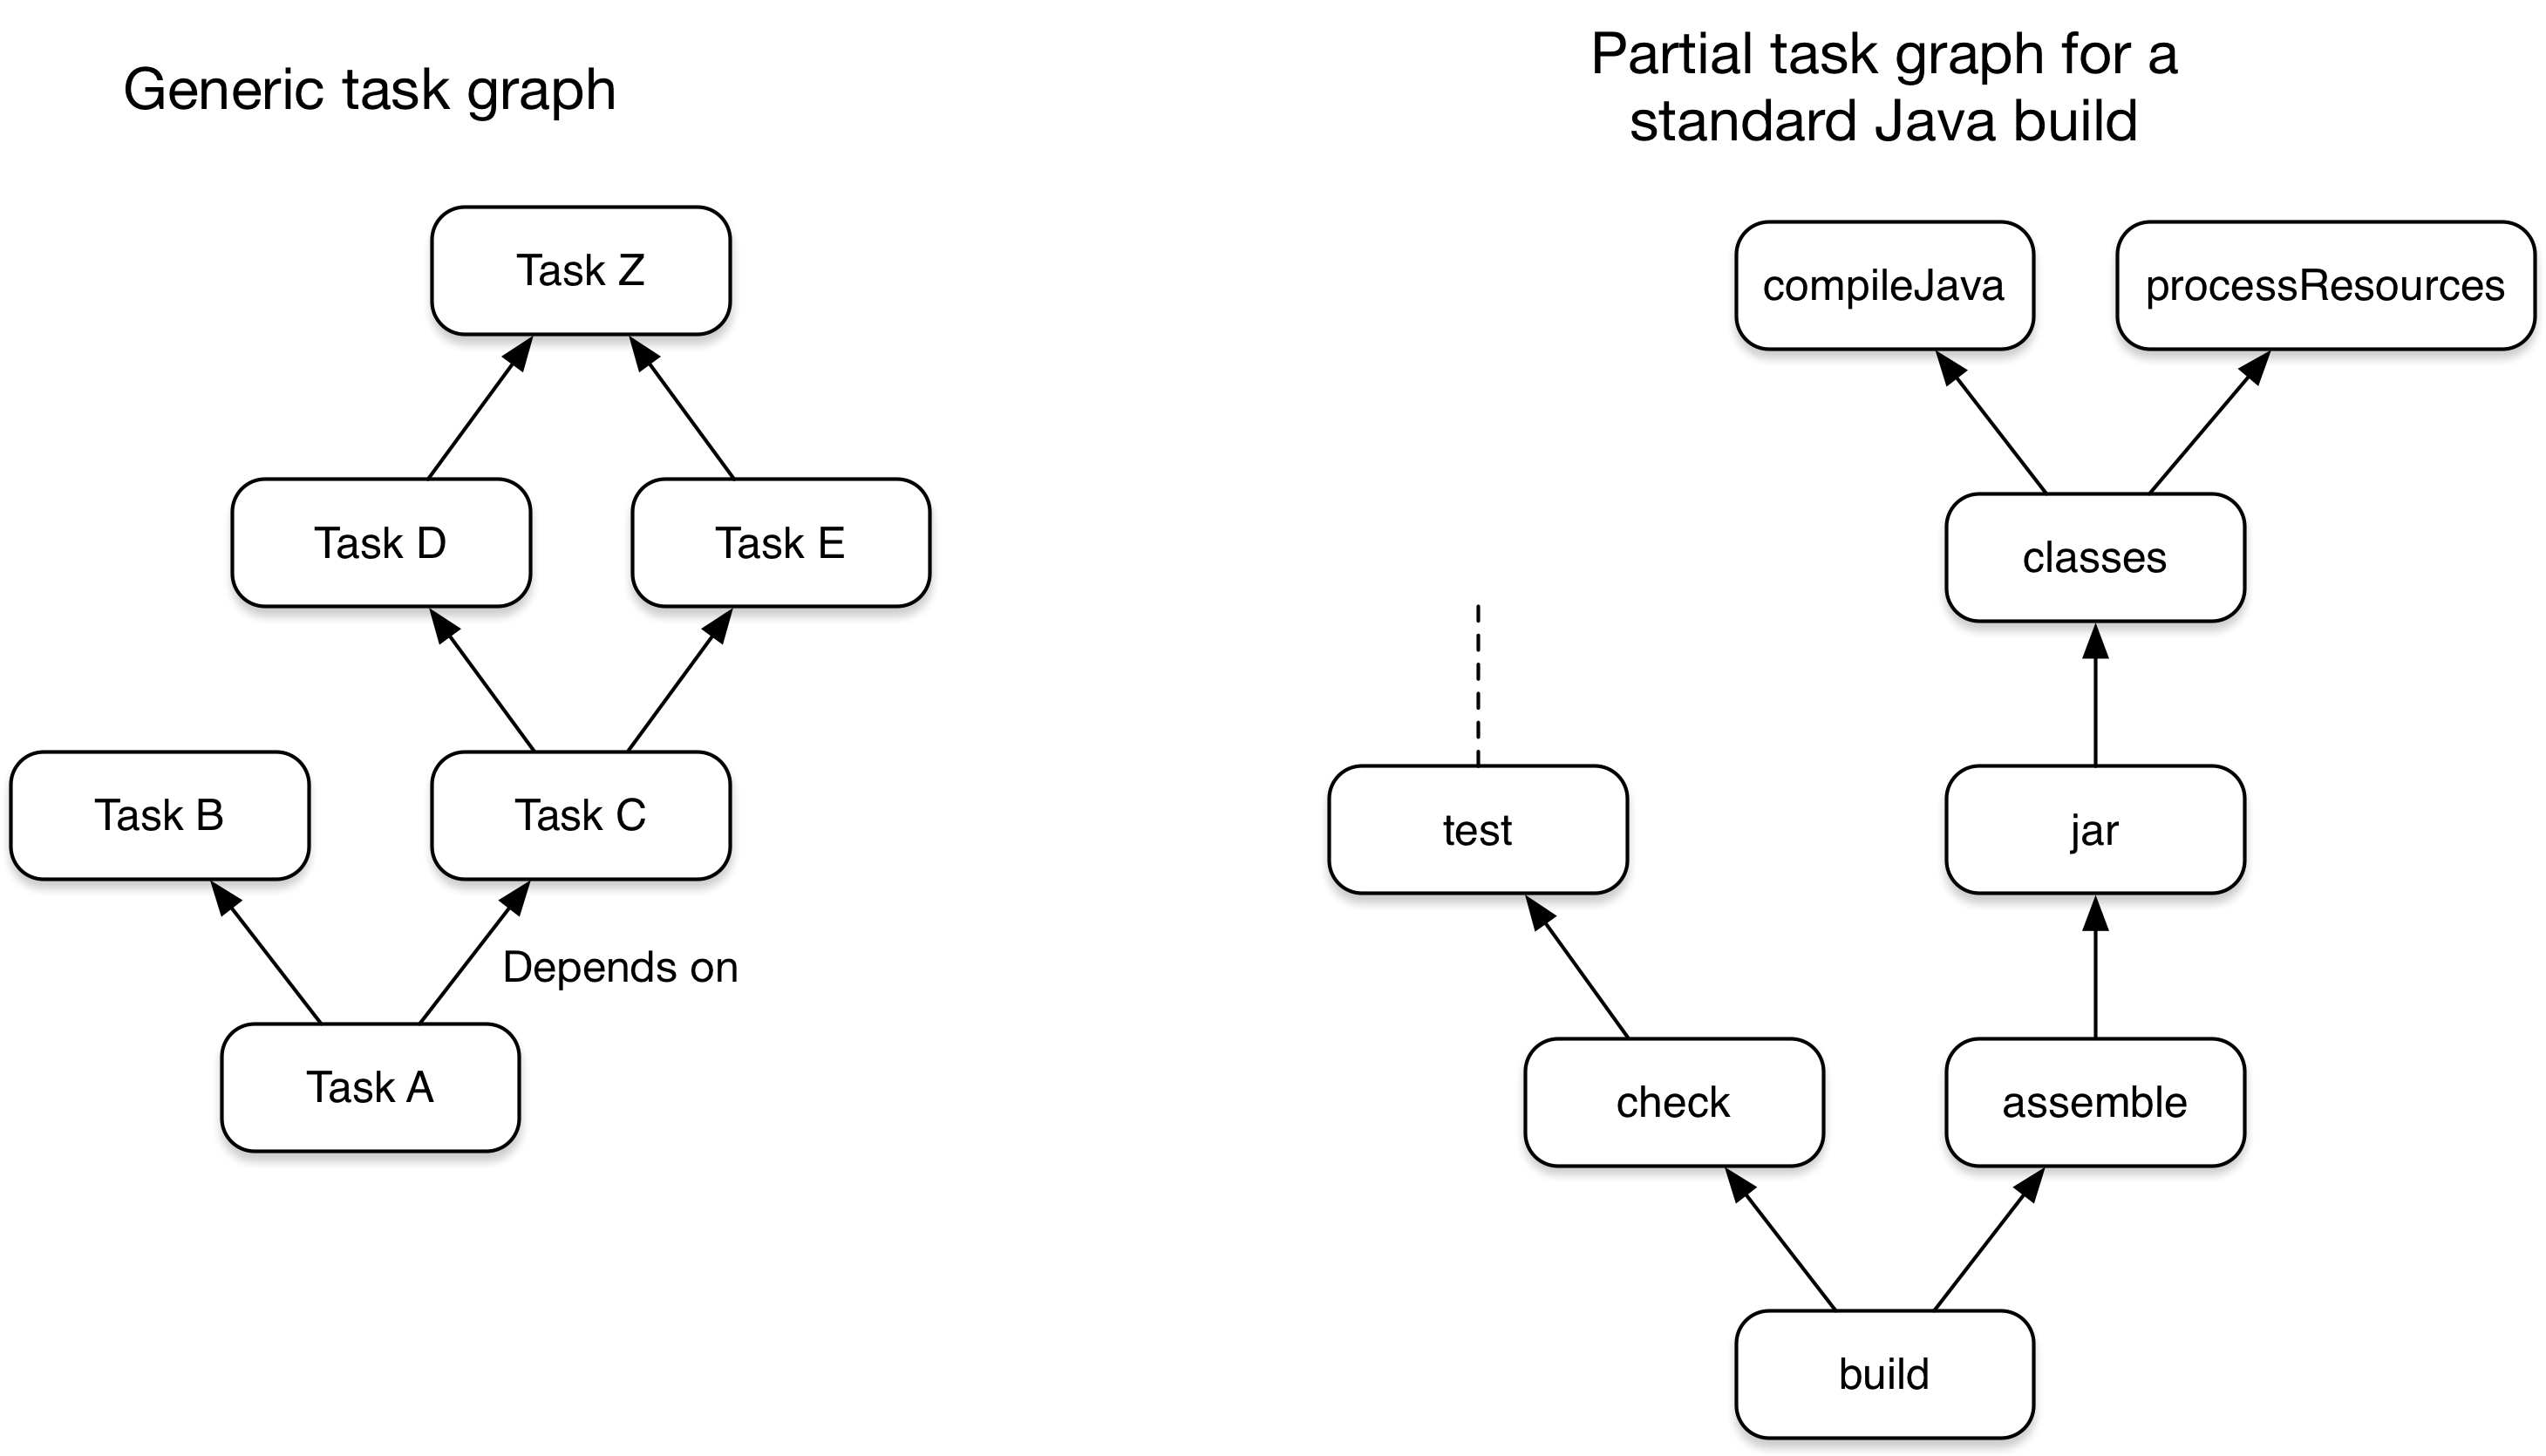 Generic task graph
Task Z
Task D
Task E
Task B
Task C
Depends on
Task A
Partial task graph for a
standard Java build
compileJava
processResources
classes
test
jar
check
assemble
build